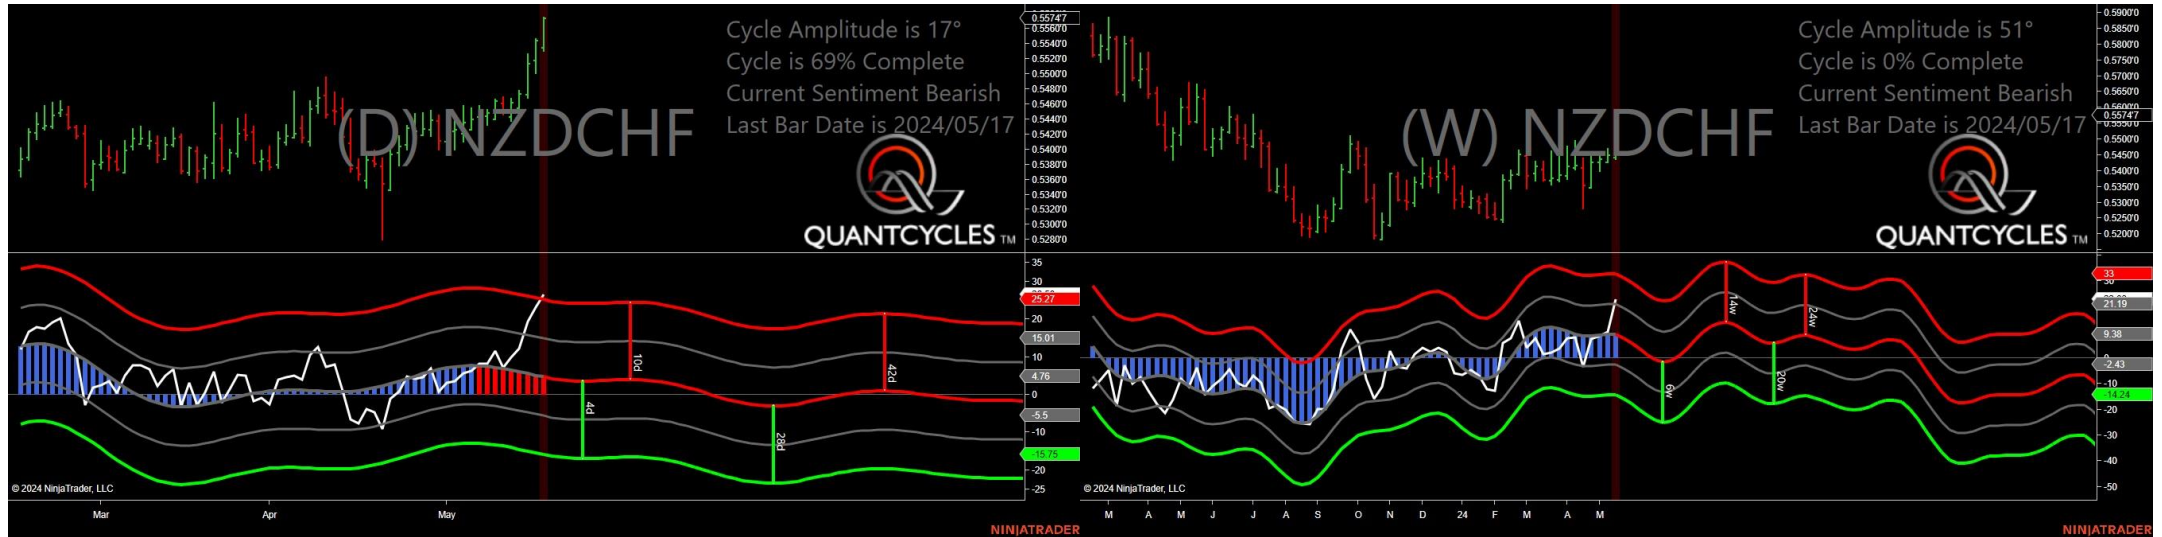 0.5574'7
0.5560'0
0.5540'0
0.5520'0
0.5500'0
0.5480'0
0.5460'0
0.5440'0
0.5420'0
0.5400'0
0.5380'0
0.5360'0
0.5340'0
0.5320'0
0.5300'0
0.5280'0
Cycle Amplitude is 17°
Cycle is 69% Complete
Current Sentiment Bearish
Last Bar Date is 2024/05/17
(D) NZDCHF
QUANTCYCLES TM
35
30
25.27
20
15.01
10
4.76
0
-5.5
-10
-15.75
-20
-25
10d
42d
4d
28d
© 2024 NinjaTrader, LLC
Mar
Apr
May
NINJATRADER
0.5900'0
0.5850'0
0.5800'0
0.5750'0
0.5700'0
0.5650'0
0.5600'0
0.5574'7
0.5500'0
0.5450'0
0.5400'0
0.5350'0
0.5300'0
0.5250'0
0.5200'0
Cycle Amplitude is 51°
Cycle is 0% Complete
Current Sentiment Bearish
Last Bar Date is 2024/05/17
(W) NZDCHF
QUANTCYCLES TM
33
30
21.19
9.38
0
-2.43
-10
-14.24
-20
-30
-40
-50
14w
24w
6w
20w
© 2024 NinjaTrader, LLC
M A M J J A S O N D 24 F M A M
NINJATRADER